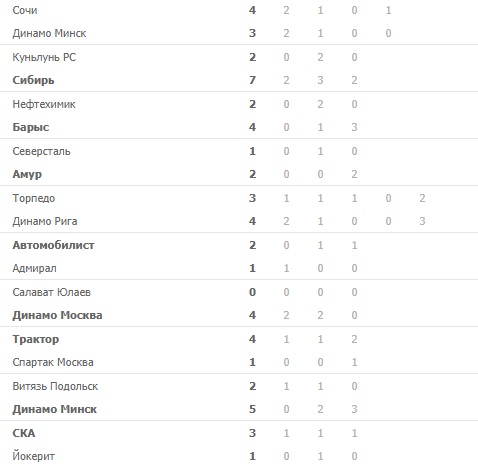 Сочи 4 2 1 0 1
Динамо Минск 3 2 1 0 0
Куньлунь РС 2 0 2 0
Сибирь 7 2 3 2
Нефтехимик 2 0 2 0
Барыс 4 0 1 3
Северсталь 1 0 1 0
Амур 2 0 0 2
Торпедо 3 1 1 1 0 2
Динамо Рига 4 2 1 0 0 3
Автомобилист 2 0 1 1
Адмирал 1 1 0 0
Салават Юлаев 0 0 0 0
Динамо Москва 4 2 2 0
Трактор 4 1 1 2
Спартак Москва 1 0 0 1
Витязь Подольск 2 1 1 0
Динамо Минск 5 0 2 3
СКА 3 1 1 1
Йокерит 1 0 1 0